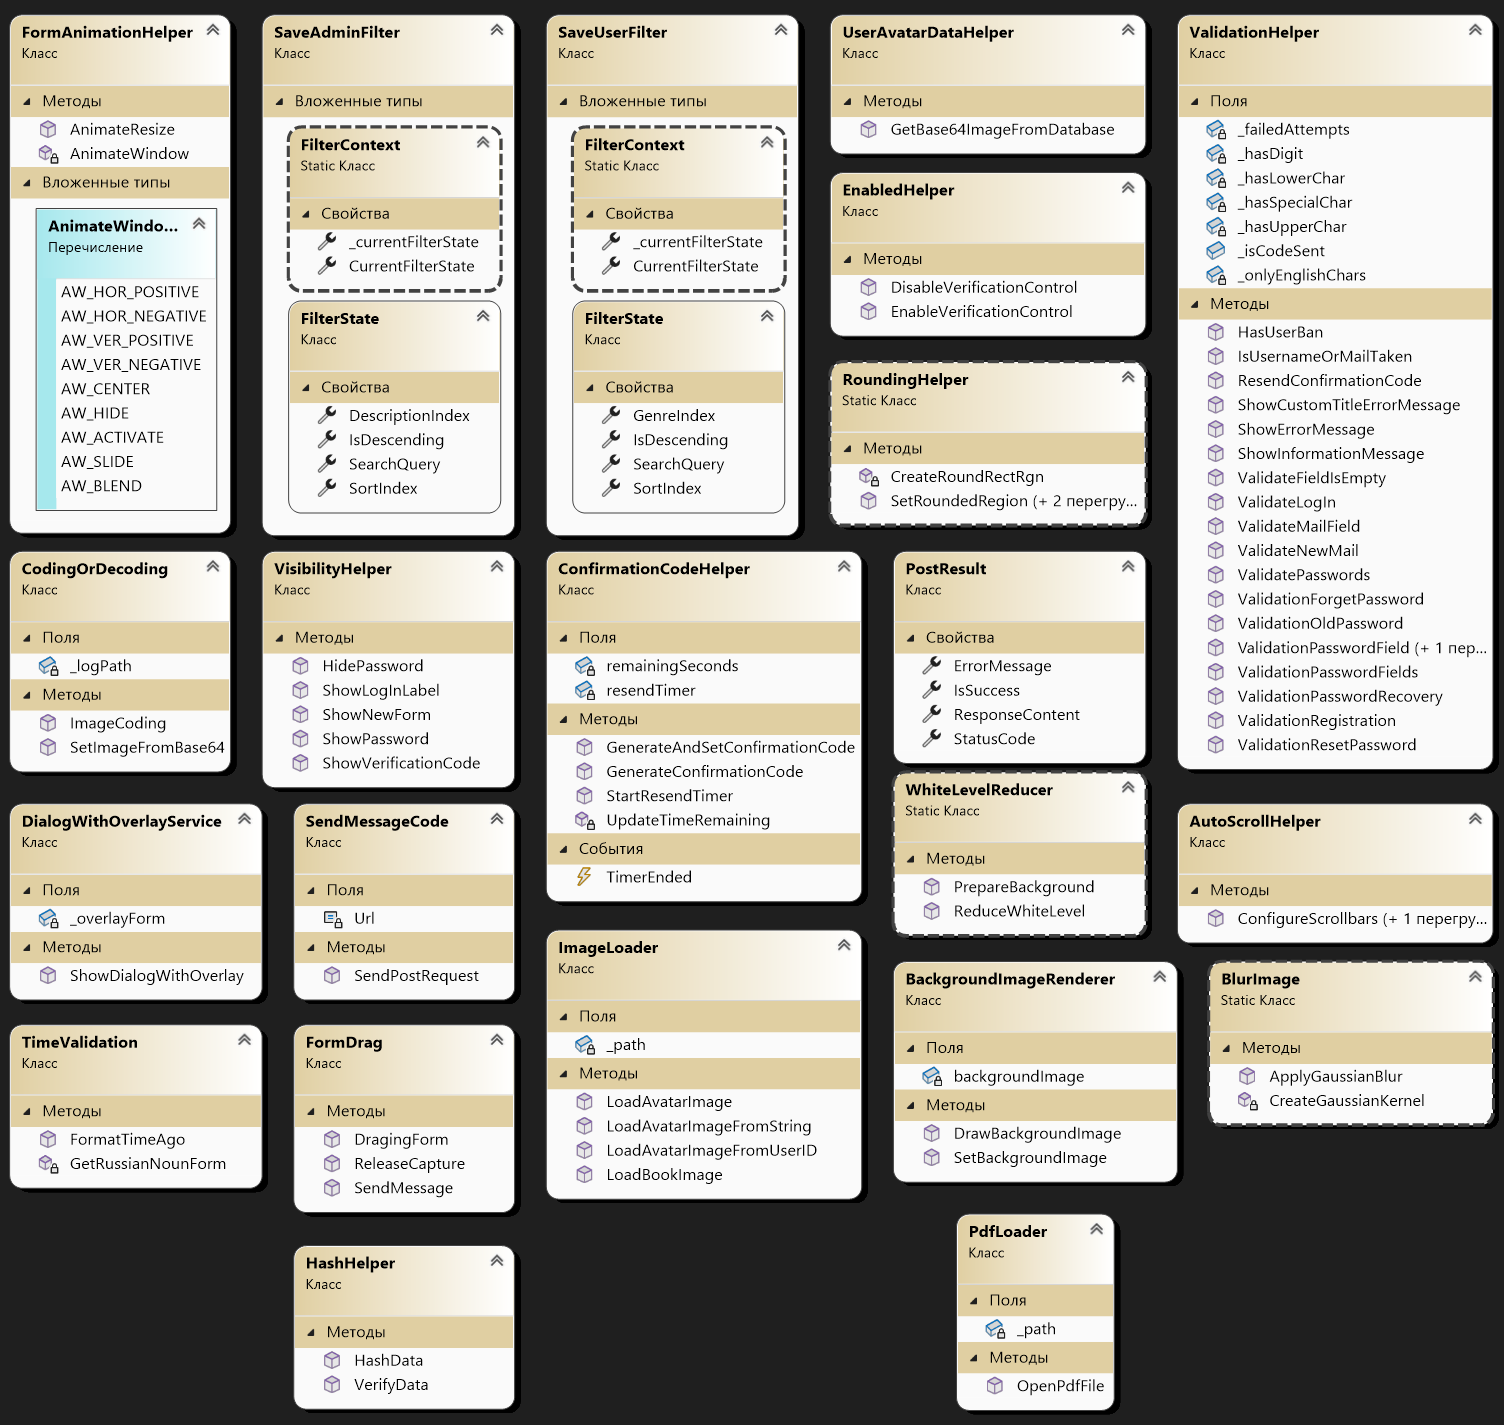 FormAnimationHelper
Класс
Методы
AnimateResize
AnimateWindow
Вложенные типы
AnimateWindo...
Перечисление
AW_HOR_POSITIVE
AW_HOR_NEGATIVE
AW_VER_POSITIVE
AW_VER_NEGATIVE
AW_CENTER
AW_HIDE
AW_ACTIVATE
AW_SLIDE
AW_BLEND
SaveAdminFilter
Класс
Вложенные типы
FilterContext
Static Класс
Свойства
_currentFilterState
CurrentFilterState
FilterState
Класс
Свойства
DescriptionIndex
IsDescending
SearchQuery
SortIndex
SaveUserFilter
Класс
Вложенные типы
FilterContext
Static Класс
Свойства
_currentFilterState
CurrentFilterState
FilterState
Класс
Свойства
GenreIndex
IsDescending
SearchQuery
SortIndex
UserAvatarDataHelper
Класс
Методы
GetBase64ImageFromDatabase
EnabledHelper
Класс
Методы
DisableVerificationControl
EnableVerificationControl
RoundingHelper
Static Класс
Методы
CreateRoundRectRgn
SetRoundedRegion (+ 2 перегру...
ValidationHelper
Класс
Поля
_failedAttempts
_hasDigit
_hasLowerChar
_hasSpecialChar
_hasUpperChar
_isCodeSent
_onlyEnglishChars
Методы
HasUserBan
IsUsernameOrMailTaken
ResendConfirmationCode
ShowCustomTitleErrorMessage
ShowErrorMessage
ShowInformationMessage
ValidateFieldIsEmpty
ValidateLogIn
ValidateMailField
ValidateNewMail
ValidatePasswords
ValidationForgetPassword
ValidationOldPassword
ValidationPasswordField (+ 1 пер...
ValidationPasswordFields
ValidationPasswordRecovery
ValidationRegistration
ValidationResetPassword
CodingOrDecoding
Класс
Поля
_logPath
Методы
ImageCoding
SetImageFromBase64
VisibilityHelper
Класс
Методы
HidePassword
ShowLogInLabel
ShowNewForm
ShowPassword
ShowVerificationCode
ConfirmationCodeHelper
Класс
Поля
remainingSeconds
resendTimer
Методы
GenerateAndSetConfirmationCode
GenerateConfirmationCode
StartResendTimer
UpdateTimeRemaining
События
TimerEnded
PostResult
Класс
Свойства
ErrorMessage
IsSuccess
ResponseContent
StatusCode
WhiteLevelReducer
Static Класс
Методы
PrepareBackground
ReduceWhiteLevel
DialogWithOverlayService
Класс
Поля
_overlayForm
Методы
ShowDialogWithOverlay
SendMessageCode
Класс
Поля
Url
Методы
SendPostRequest
AutoScrollHelper
Класс
Методы
ConfigureScrollbars (+ 1 перегру...
ImageLoader
Класс
Поля
_path
Методы
LoadAvatarImage
LoadAvatarImageFromString
LoadAvatarImageFromUserID
LoadBookImage
BackgroundImageRenderer
Класс
Поля
backgroundImage
Методы
DrawBackgroundImage
SetBackgroundImage
BlurImage
Static Класс
Методы
ApplyGaussianBlur
CreateGaussianKernel
TimeValidation
Класс
Методы
FormatTimeAgo
GetRussianNounForm
FormDrag
Класс
Методы
DragingForm
ReleaseCapture
SendMessage
HashHelper
Класс
Методы
HashData
VerifyData
PdfLoader
Класс
Поля
_path
Методы
OpenPdfFile